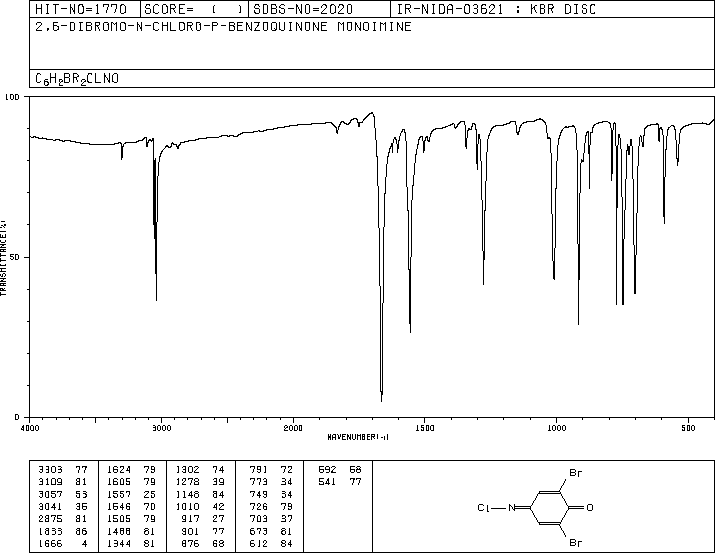 HIT-NO=1770 SCORE= ( ) SDBS-NO=2020 IR-NIDA-03621 : KBR DISC
2,6-DIBROMO-N-CHLORO-P-BENZOQUINONE MONOIMINE
C6H2BR2CLNO
100
50
0
TRANSMITTANCE(%)
4000 3000 2000 1500 1000 500
WAVENUMBER(-1)
3303 77 1624 79 1302 74 791 72 592 58
3109 81 1605 79 1278 39 773 34 541 77
3057 53 1557 25 1148 84 749 34
3041 35 1546 70 1010 42 726 79
2875 81 1505 79 917 27 703 37
1833 86 1488 81 901 77 673 81
1666 4 1344 81 876 68 612 84
Br
Cl N O
Br